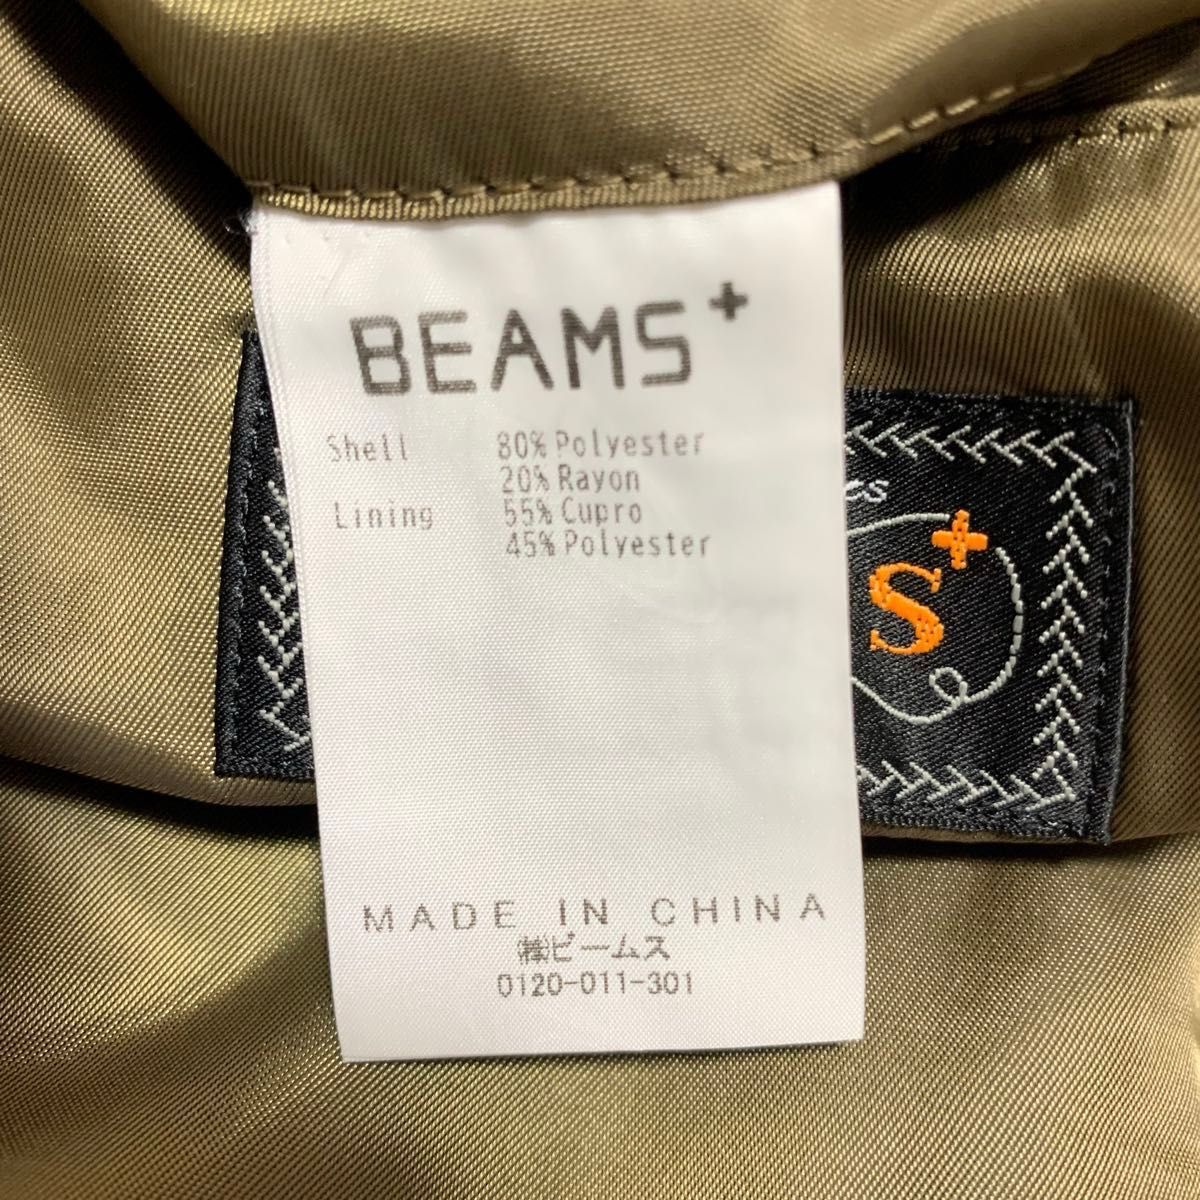 BEAMS+
Shell 80% Polyester
20% Rayon
Lining 55% Cupro
45% Polyester
S+
MADE IN CHINA
㈱ビームス
0120-011-301